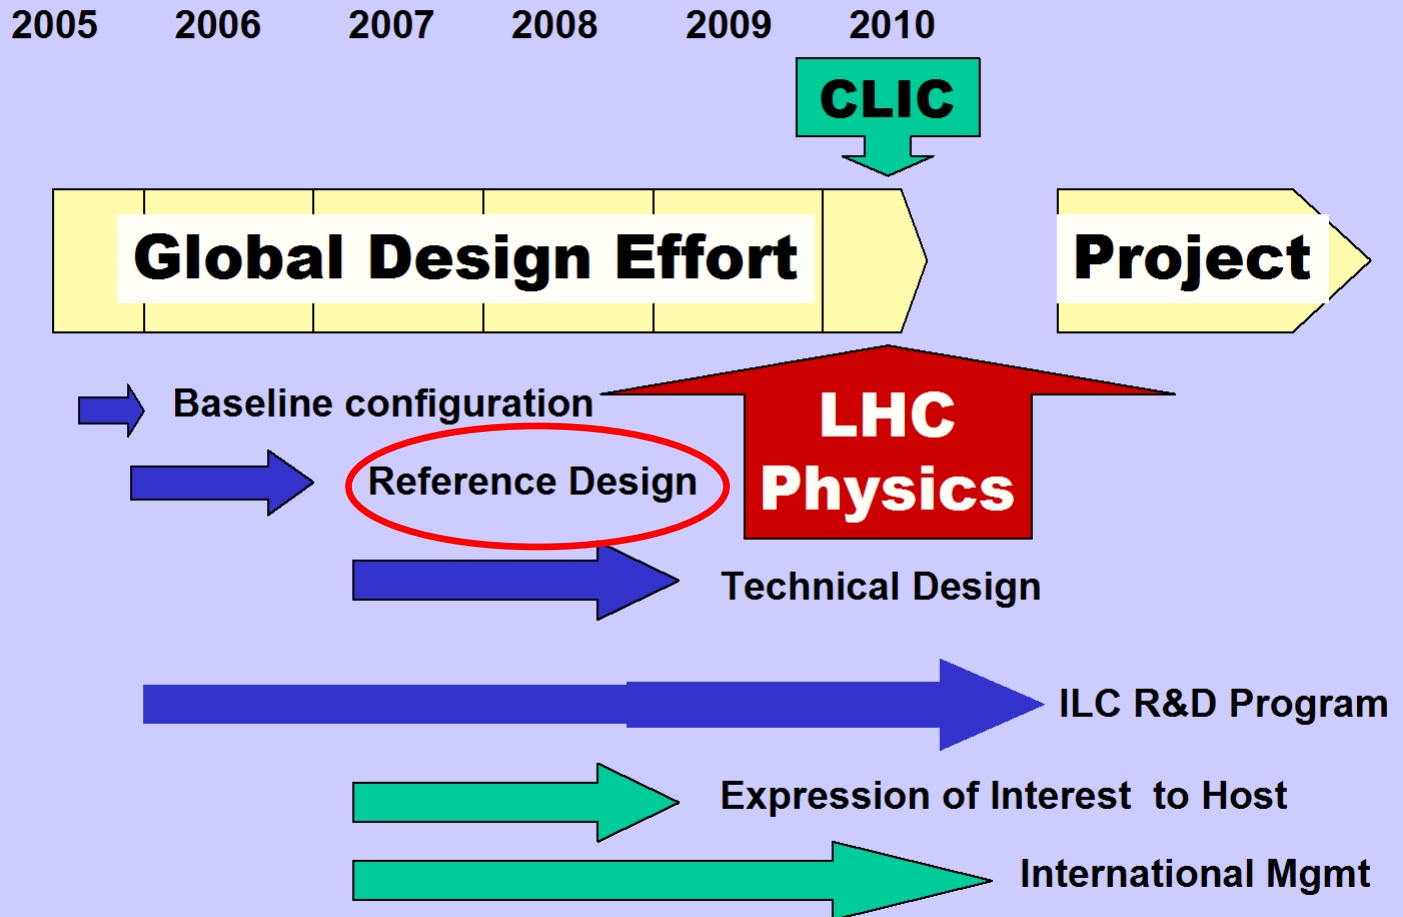 2005 2006 2007 2008 2009 2010
CLIC
Global Design Effort
Project
Baseline configuration
LHC
Physics
Reference Design
Technical Design
ILC R&D Program
Expression of Interest to Host
International Mgmt